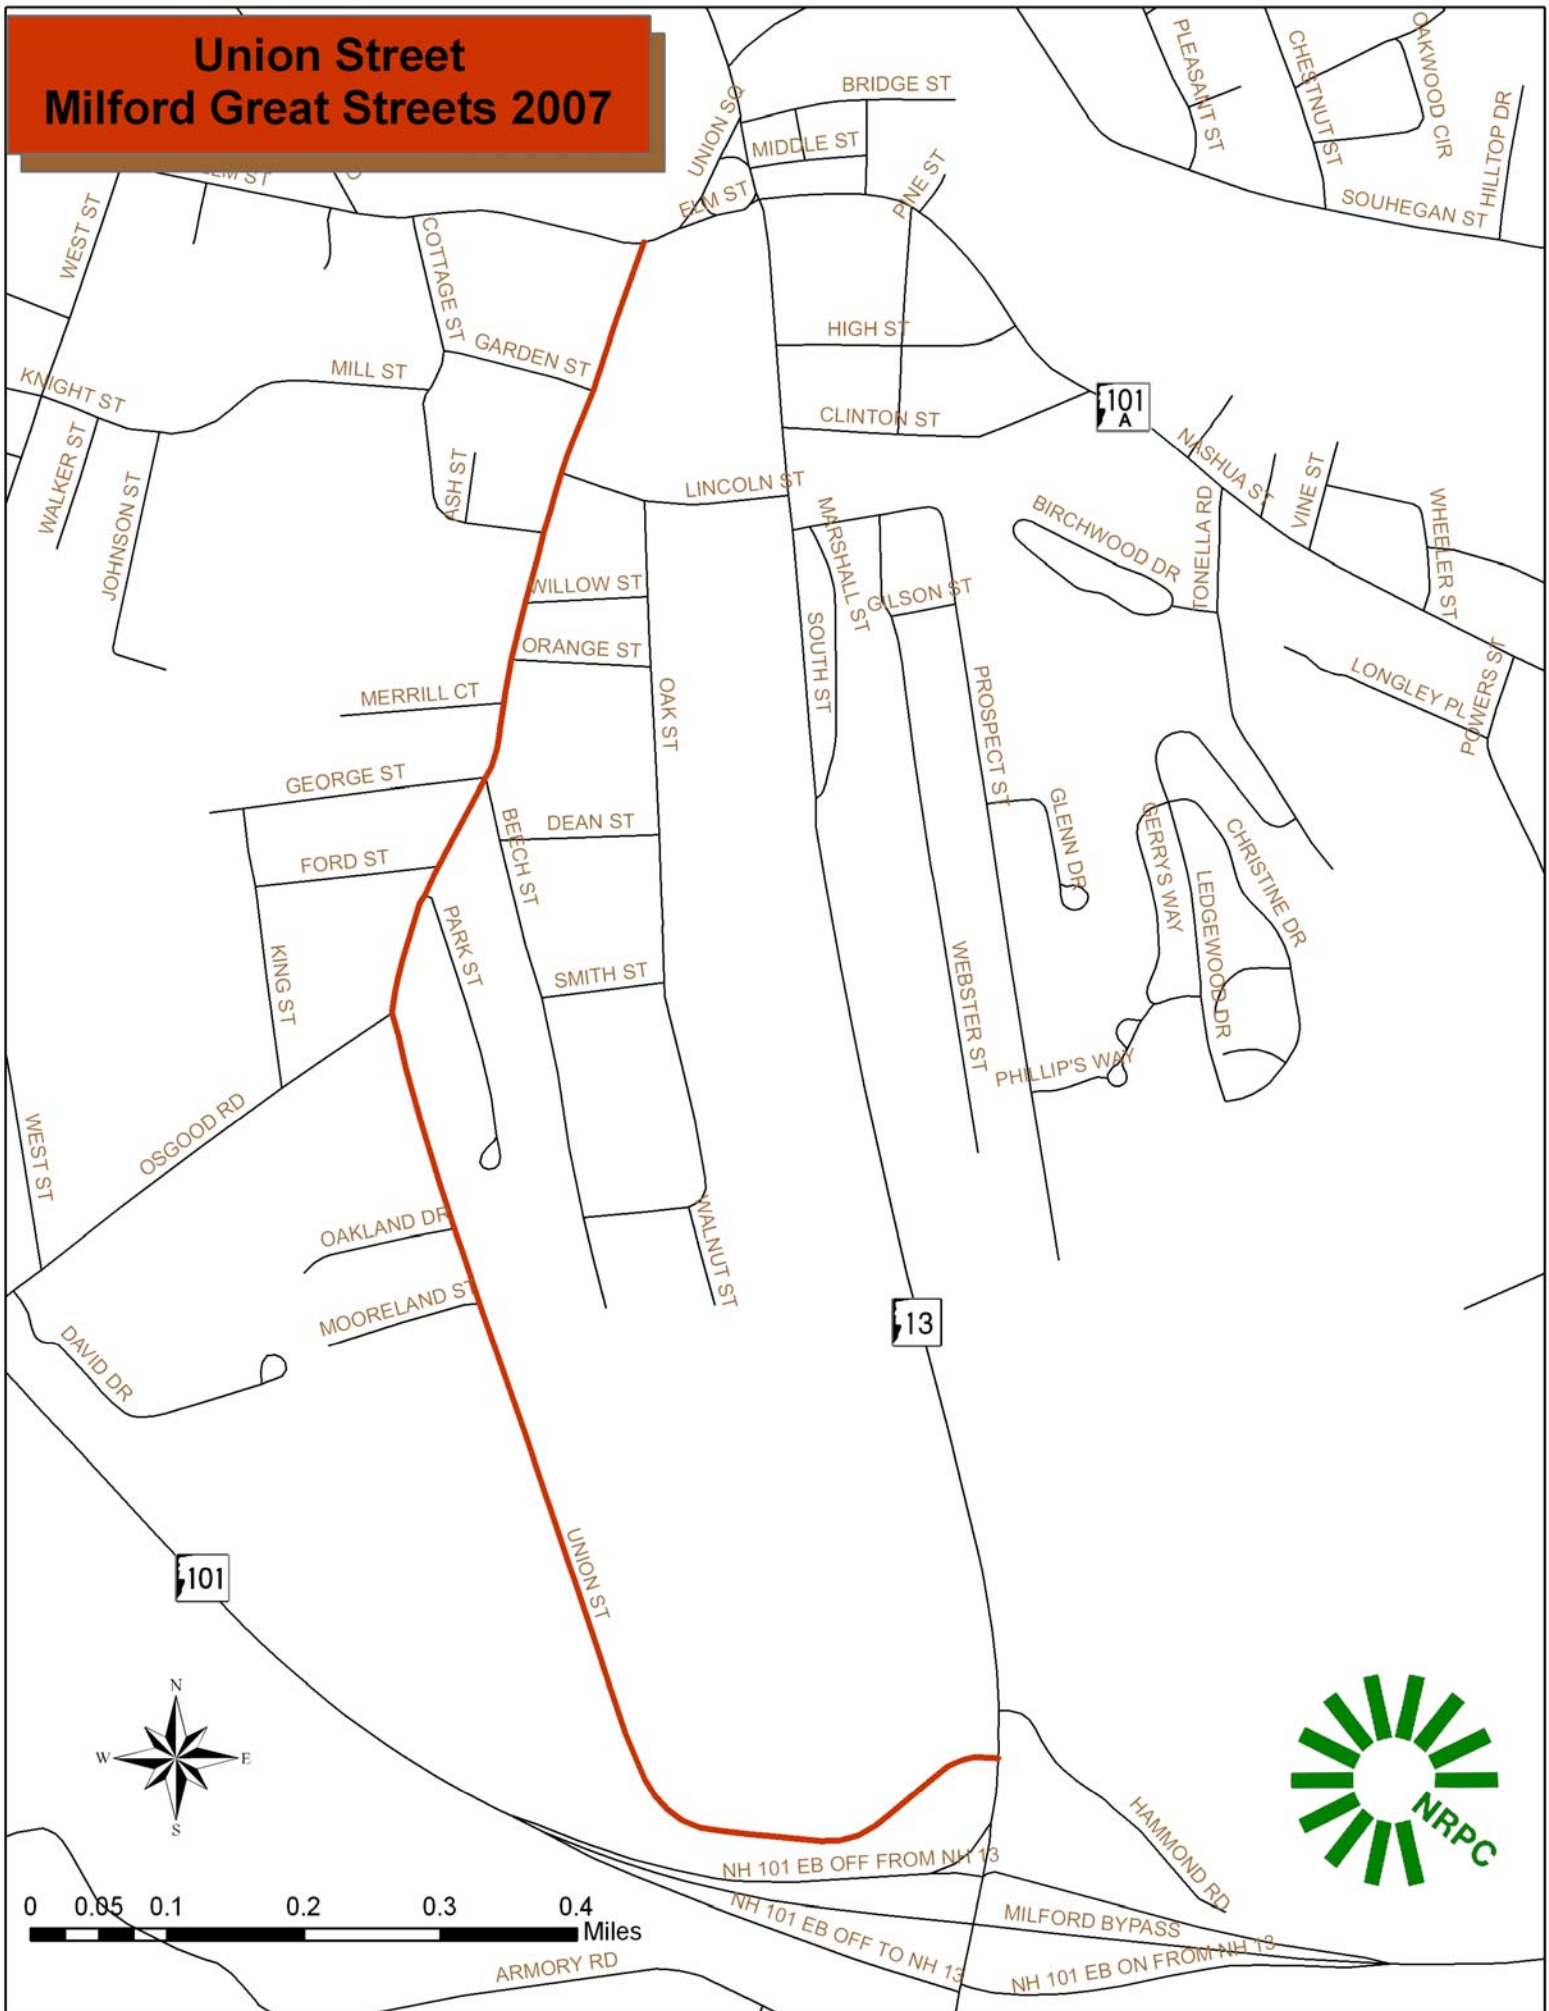 Union Street
Milford Great Streets 2007
BRIDGE ST
UNION SQ
MIDDLE ST
ELM ST
PINE ST
PLEASANT ST
CHESTNUT ST
OAKWOOD CIR
HILLTOP DR
SOUHEGAN ST
WEST ST
COTTAGE ST
GARDEN ST
MILL ST
KNIGHT ST
HIGH ST
CLINTON ST
101
A
NASHUA ST
VINE ST
WHEELER ST
WALKER ST
JOHNSON ST
ASH ST
LINCOLN ST
MARSHALL ST
BIRCHWOOD DR
TONELLA RD
WILLOW ST
GILSON ST
ORANGE ST
SOUTH ST
MERRILL CT
OAK ST
PROSPECT ST
LONGLEY PL
POWERS ST
GEORGE ST
BEECH ST
DEAN ST
GLENN DR
GERRYS WAY
CHRISTINE DR
FORD ST
LEDGEWOOD DR
PARK ST
KING ST
SMITH ST
WEBSTER ST
PHILLIP'S WAY
WEST ST
OSGOOD RD
OAKLAND DR
WALNUT ST
MOORELAND ST
13
DAVID DR
UNION ST
101
N
W
E
S
HAMMOND RD
NRPC
NH 101 EB OFF FROM NH 13
NH 101 EB OFF TO NH 13
MILFORD BYPASS
NH 101 EB ON FROM NH 13
0 0.05 0.1 0.2 0.3 0.4
Miles
ARMORY RD